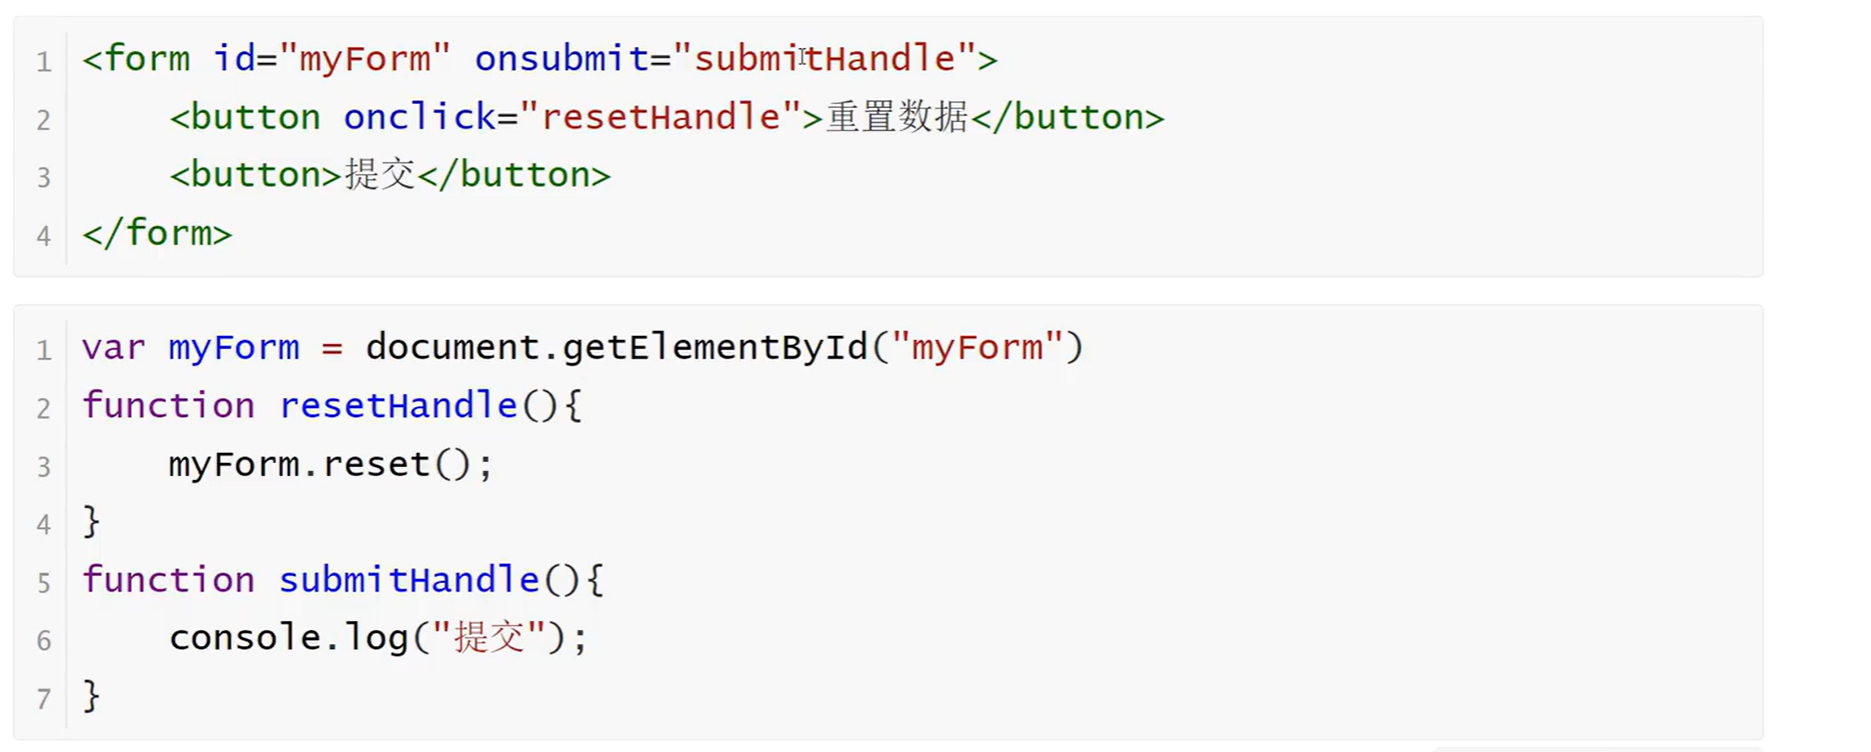 1 <form id="myForm" onsubmit="submitHandle">
2 <button onclick="resetHandle">重置数据</button>
3 <button>提交</button>
4 </form>
1 var myForm = document.getElementById("myForm")
2 function resetHandle(){
3 myForm.reset();
4 }
5 function submitHandle(){
6 console.log("提交");
7 }